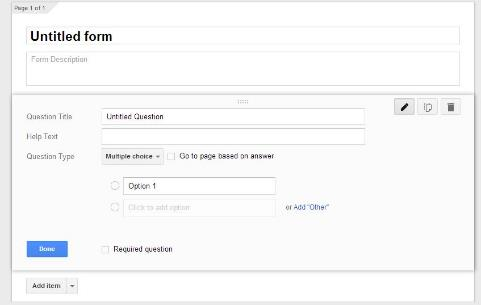 Page 1 of 1
Untitled form
Form Description
Question Title Untitled Question
Help Text
Question Type Multiple choice Go to page based on answer
Option 1
Click to add option or Add "Other"
Done Required question
Add item